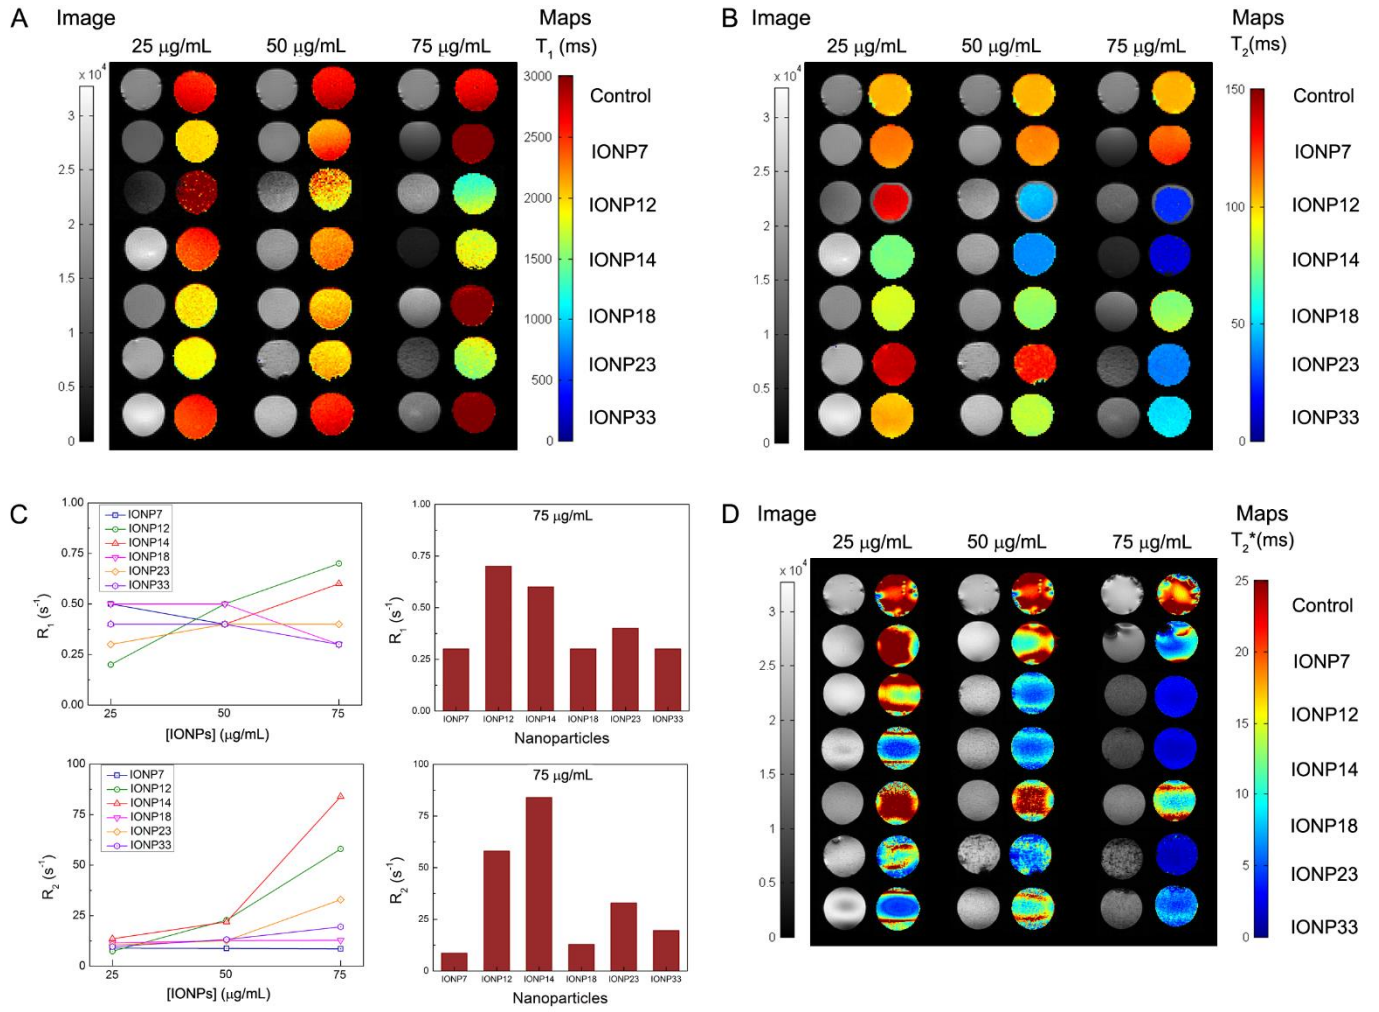 A Image Maps
25 μg/mL 50 μg/mL 75 μg/mL T1 (ms)
x 10^4
3
2.5
2
1.5
1
0.5
0
3000
2500
2000
1500
1000
500
0
Control
IONP7
IONP12
IONP14
IONP18
IONP23
IONP33
B Image Maps
25 μg/mL 50 μg/mL 75 μg/mL T2(ms)
x 10^4
3
2.5
2
1.5
1
0.5
0
150
100
50
0
Control
IONP7
IONP12
IONP14
IONP18
IONP23
IONP33
C
1.00
0.75
0.50
0.25
0.00
R1 (s-1)
IONP7
IONP12
IONP14
IONP18
IONP23
IONP33
25 50 75
[IONPs] (μg/mL)
75 μg/mL
1.00
0.75
0.50
0.25
0.00
R1 (s-1)
IONP7 IONP12 IONP14 IONP18 IONP23 IONP33
Nanoparticles
100
75
50
25
0
R2 (s-1)
IONP7
IONP12
IONP14
IONP18
IONP23
IONP33
25 50 75
[IONPs] (μg/mL)
75 μg/mL
100
75
50
25
0
R2 (s-1)
IONP7 IONP12 IONP14 IONP18 IONP23 IONP33
Nanoparticles
D Image Maps
25 μg/mL 50 μg/mL 75 μg/mL T2*(ms)
x 10^4
3
2.5
2
1.5
1
0.5
0
25
20
15
10
5
0
Control
IONP7
IONP12
IONP14
IONP18
IONP23
IONP33